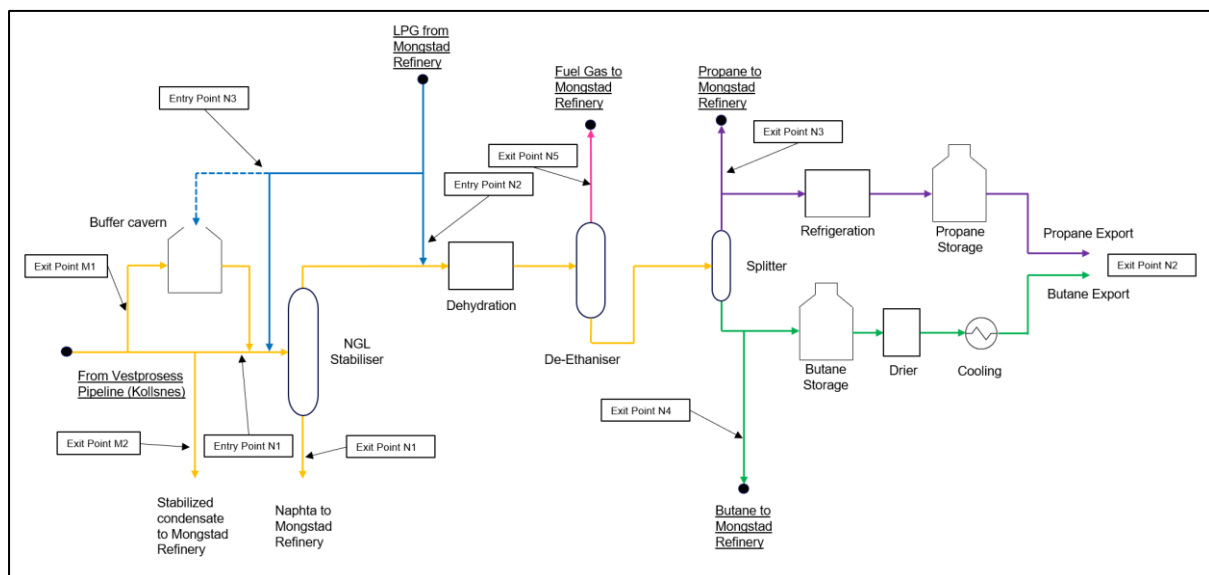 LPG from
Mongstad
Refinery
Fuel Gas to
Mongstad
Refinery
Propane to
Mongstad
Refinery
Entry Point N3
Exit Point N5
Exit Point N3
Entry Point N2
Buffer cavern
Exit Point M1
Refrigeration
Propane
Storage
Propane Export
Exit Point N2
Butane Export
Splitter
Dehydration
NGL
Stabiliser
De-Ethaniser
Butane
Storage
Drier
Cooling
From Vestprosess
Pipeline (Kollsnes)
Exit Point N4
Exit Point M2
Entry Point N1
Exit Point N1
Stabilized
condensate
to Mongstad
Refinery
Naphta to
Mongstad
Refinery
Butane to
Mongstad
Refinery